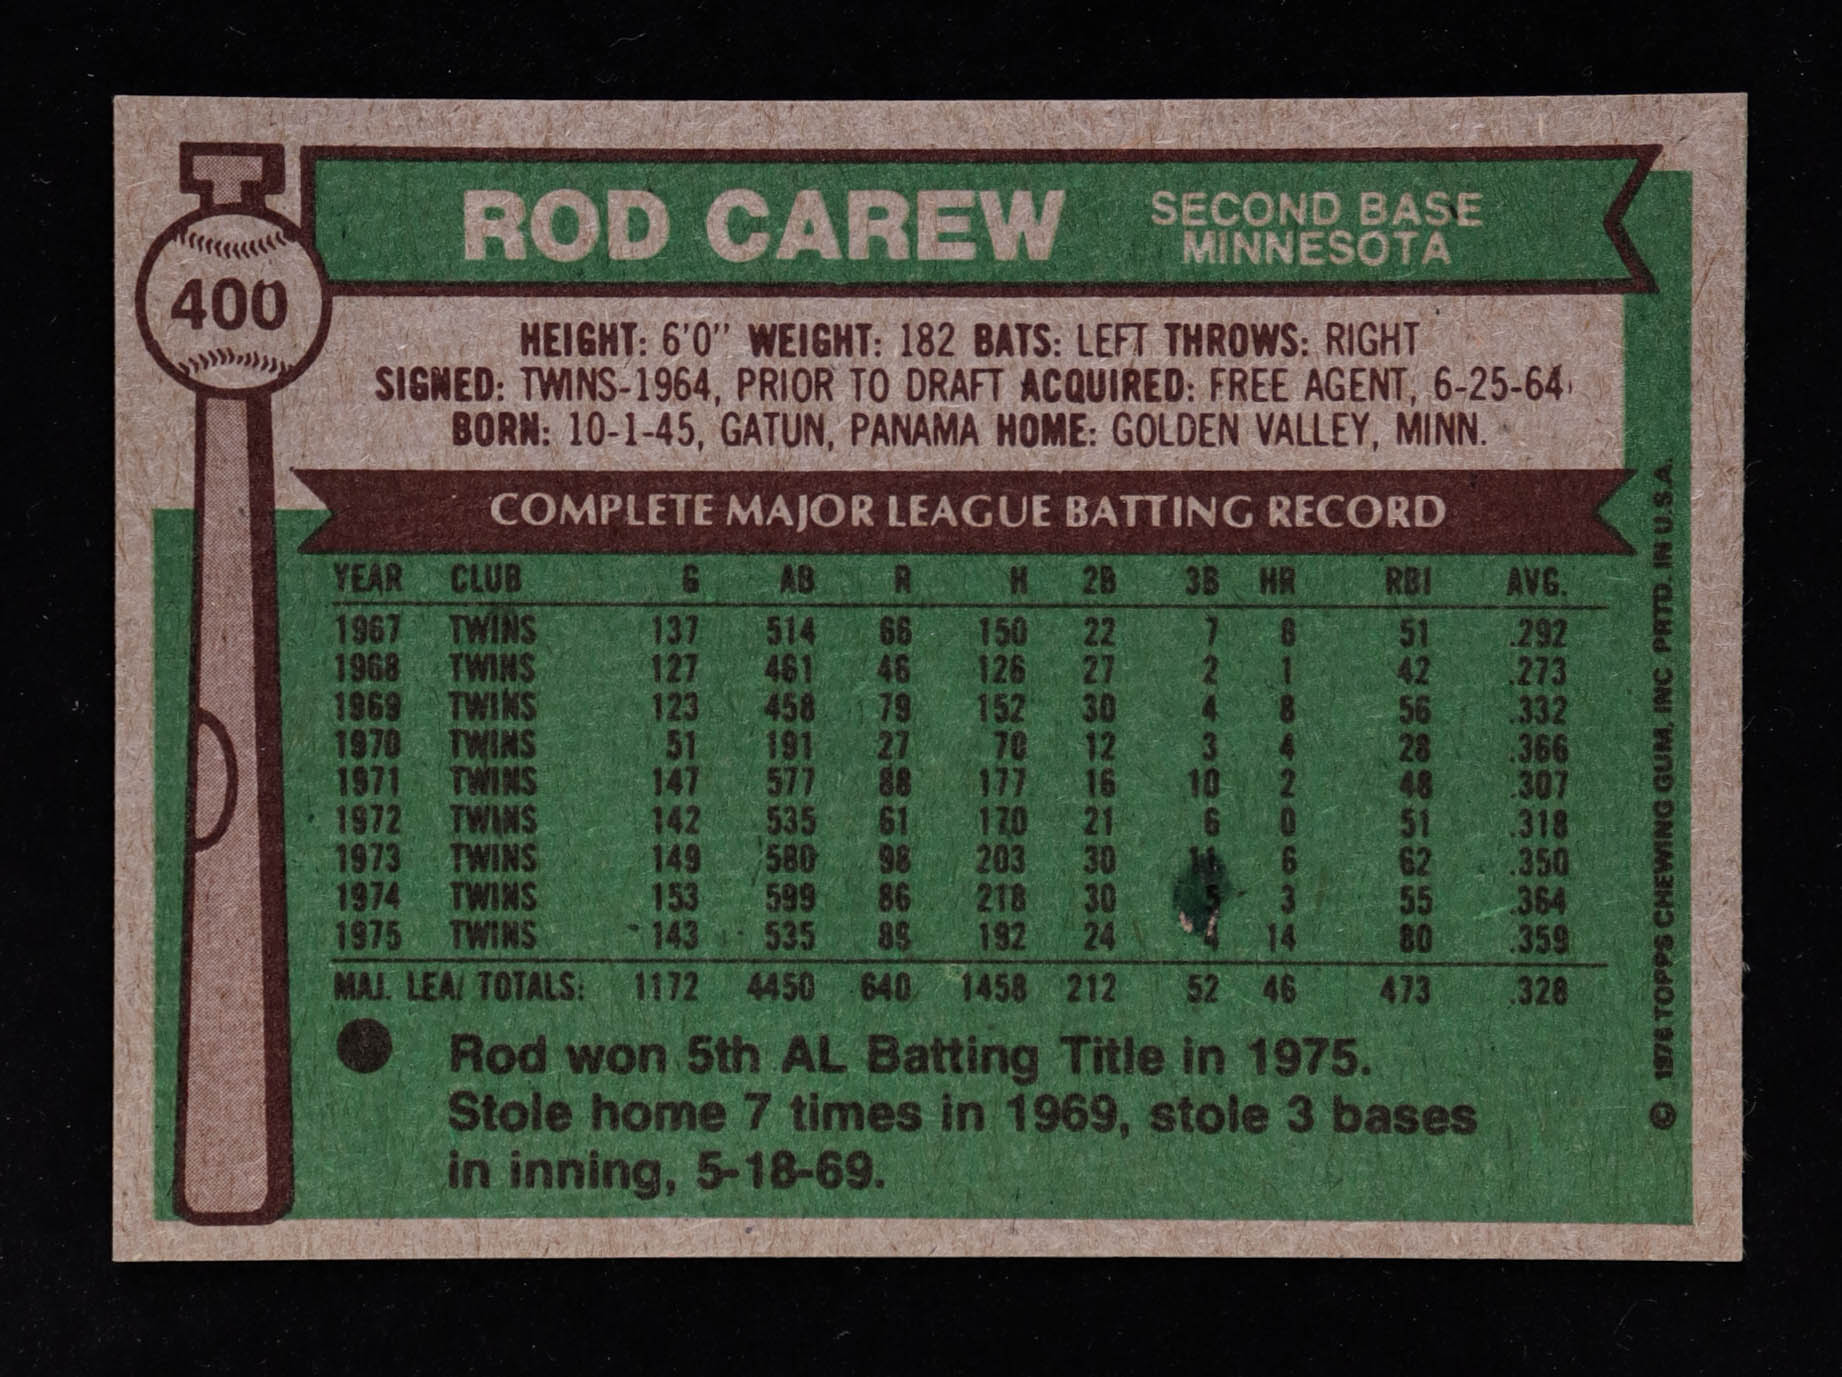 400
ROD CAREW SECOND BASE
MINNESOTA
HEIGHT: 6'0" WEIGHT: 182 BATS: LEFT THROWS: RIGHT
SIGNED: TWINS-1964, PRIOR TO DRAFT ACQUIRED: FREE AGENT, 6-25-64
BORN: 10-1-45, GATUN, PANAMA HOME: GOLDEN VALLEY, MINN.
COMPLETE MAJOR LEAGUE BATTING RECORD
YEAR CLUB G AB R H 2B 3B HR RBI AVG.
1967 TWINS 137 514 66 150 22 7 8 51 .292
1968 TWINS 127 461 46 126 27 2 1 42 .273
1969 TWINS 123 458 79 152 30 4 8 56 .332
1970 TWINS 51 191 27 70 12 3 4 28 .366
1971 TWINS 147 577 88 177 16 10 2 48 .307
1972 TWINS 142 535 61 170 21 6 0 51 .318
1973 TWINS 149 580 98 203 30 11 6 62 .350
1974 TWINS 153 599 86 218 30 5 3 55 .364
1975 TWINS 143 535 89 192 24 4 14 80 .359
MAJ. LEA. TOTALS: 1172 4450 640 1458 212 52 46 473 .328
Rod won 5th AL Batting Title in 1975.
Stole home 7 times in 1969, stole 3 bases
in inning, 5-18-69.
© 1976 TOPPS CHEWING GUM, INC PRTD. IN U.S.A.